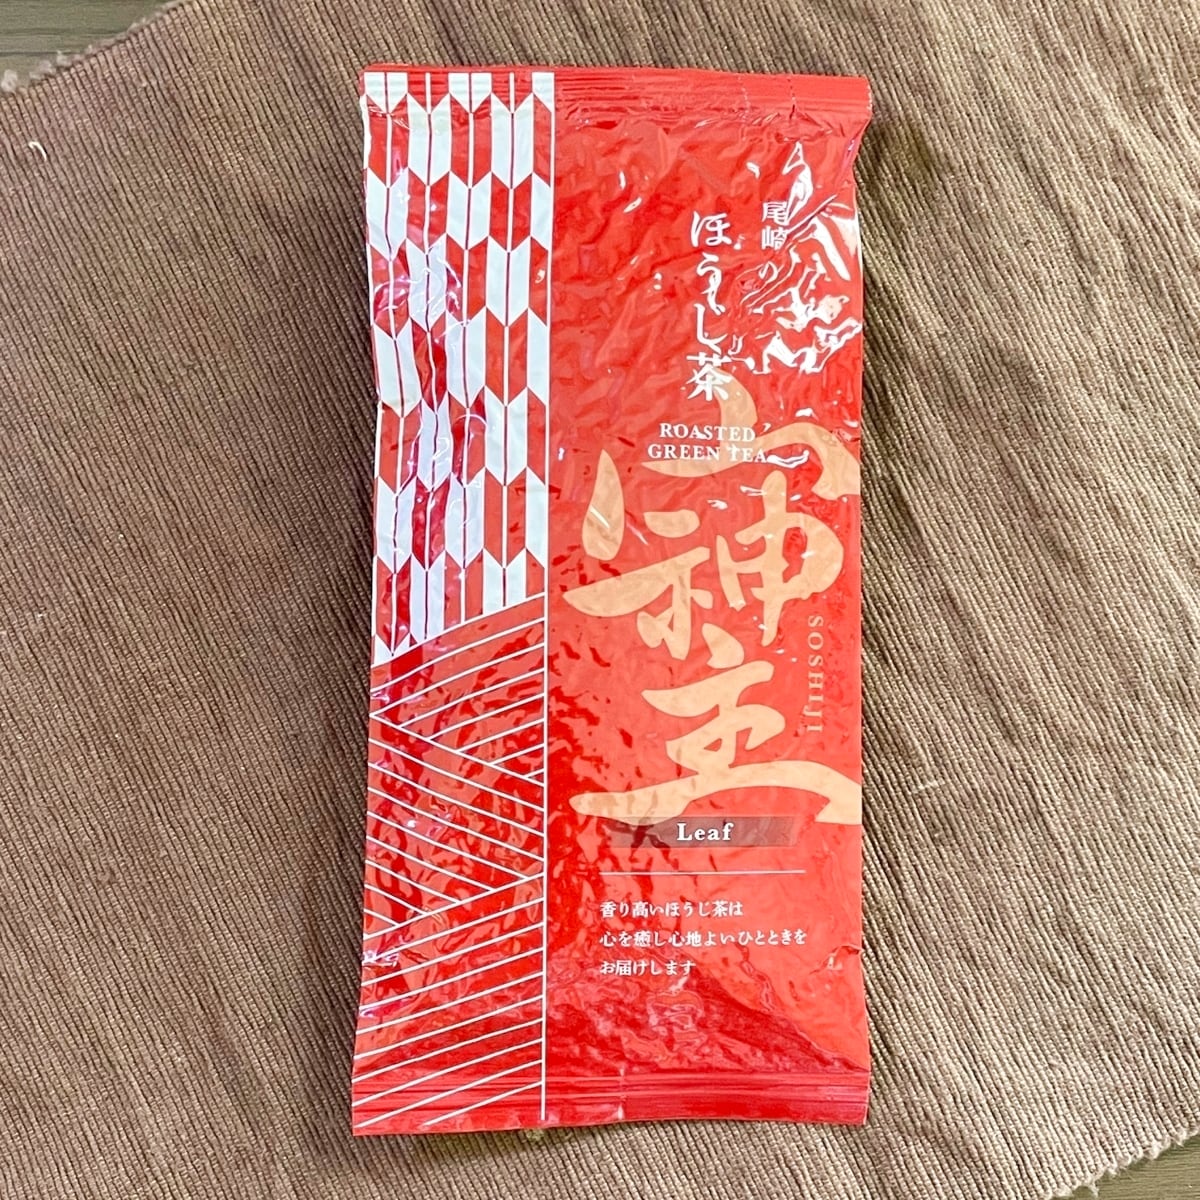 尾崎の
ほうじ茶
ROASTED
GREEN TEA
神主
SOSHIJI
Leaf
香り高いほうじ茶は
心を癒し心地よいひとときを
お届けします